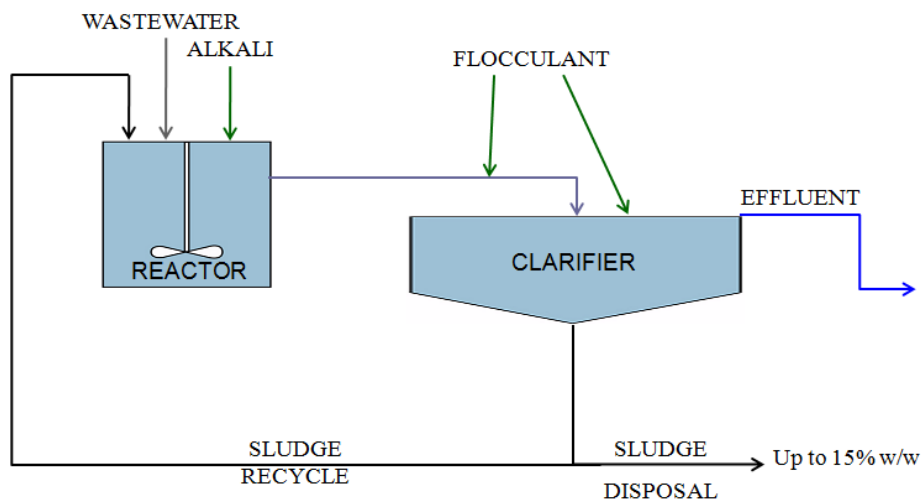 WASTEWATER
ALKALI
FLOCCULANT
EFFLUENT
REACTOR
CLARIFIER
SLUDGE
RECYCLE
SLUDGE
DISPOSAL
Up to 15% w/w